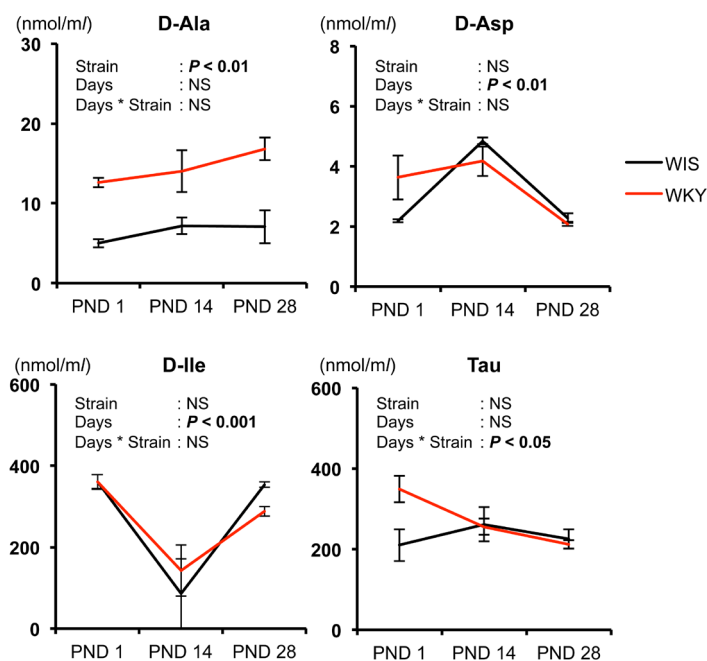 (nmol/ml) D-Ala
30
20
10
0
Strain : P < 0.01
Days : NS
Days * Strain : NS
PND 1 PND 14 PND 28
(nmol/ml) D-Asp
8
6
4
2
0
Strain : NS
Days : P < 0.01
Days * Strain : NS
PND 1 PND 14 PND 28
WIS
WKY
(nmol/ml) D-Ile
600
400
200
0
Strain : NS
Days : P < 0.001
Days * Strain : NS
PND 1 PND 14 PND 28
(nmol/ml) Tau
600
400
200
0
Strain : NS
Days : NS
Days * Strain : P < 0.05
PND 1 PND 14 PND 28